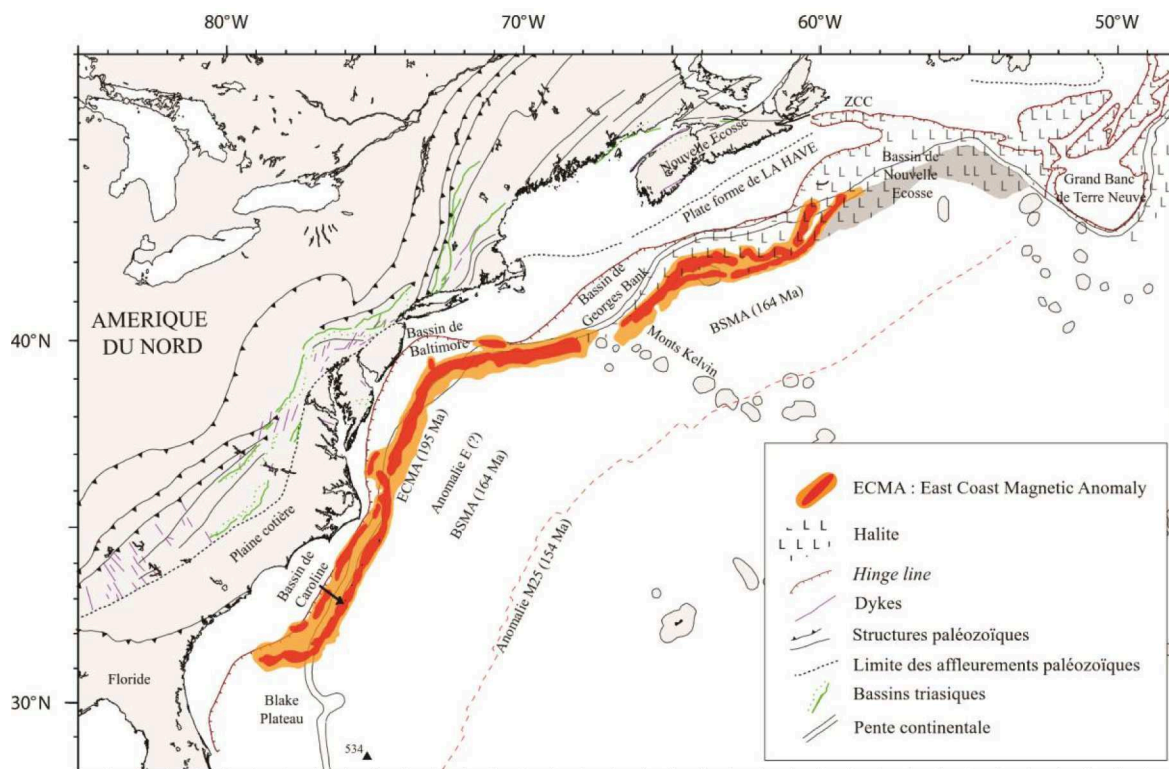 80°W
70°W
60°W
50°W
ZCC
Nouvelle Ecosse
Plate forme de LA HAVE
Bassin de
Nouvelle
Ecosse
Grand Banc
de Terre Neuve
Bassin de
Georges Bank
BSMA (164 Ma)
AMERIQUE
DU NORD
40°N
Bassin de
Baltimore
Monts Kelvin
ECMA (195 Ma)
Anomalie E (?)
BSMA (164 Ma)
Plaine cotière
Bassin de
Caroline
Anomalie M25 (154 Ma)
Floride
30°N
Blake
Plateau
534
ECMA : East Coast Magnetic Anomaly
Halite
Hinge line
Dykes
Structures paléozoïques
Limite des affleurements paléozoïques
Bassins triasiques
Pente continentale